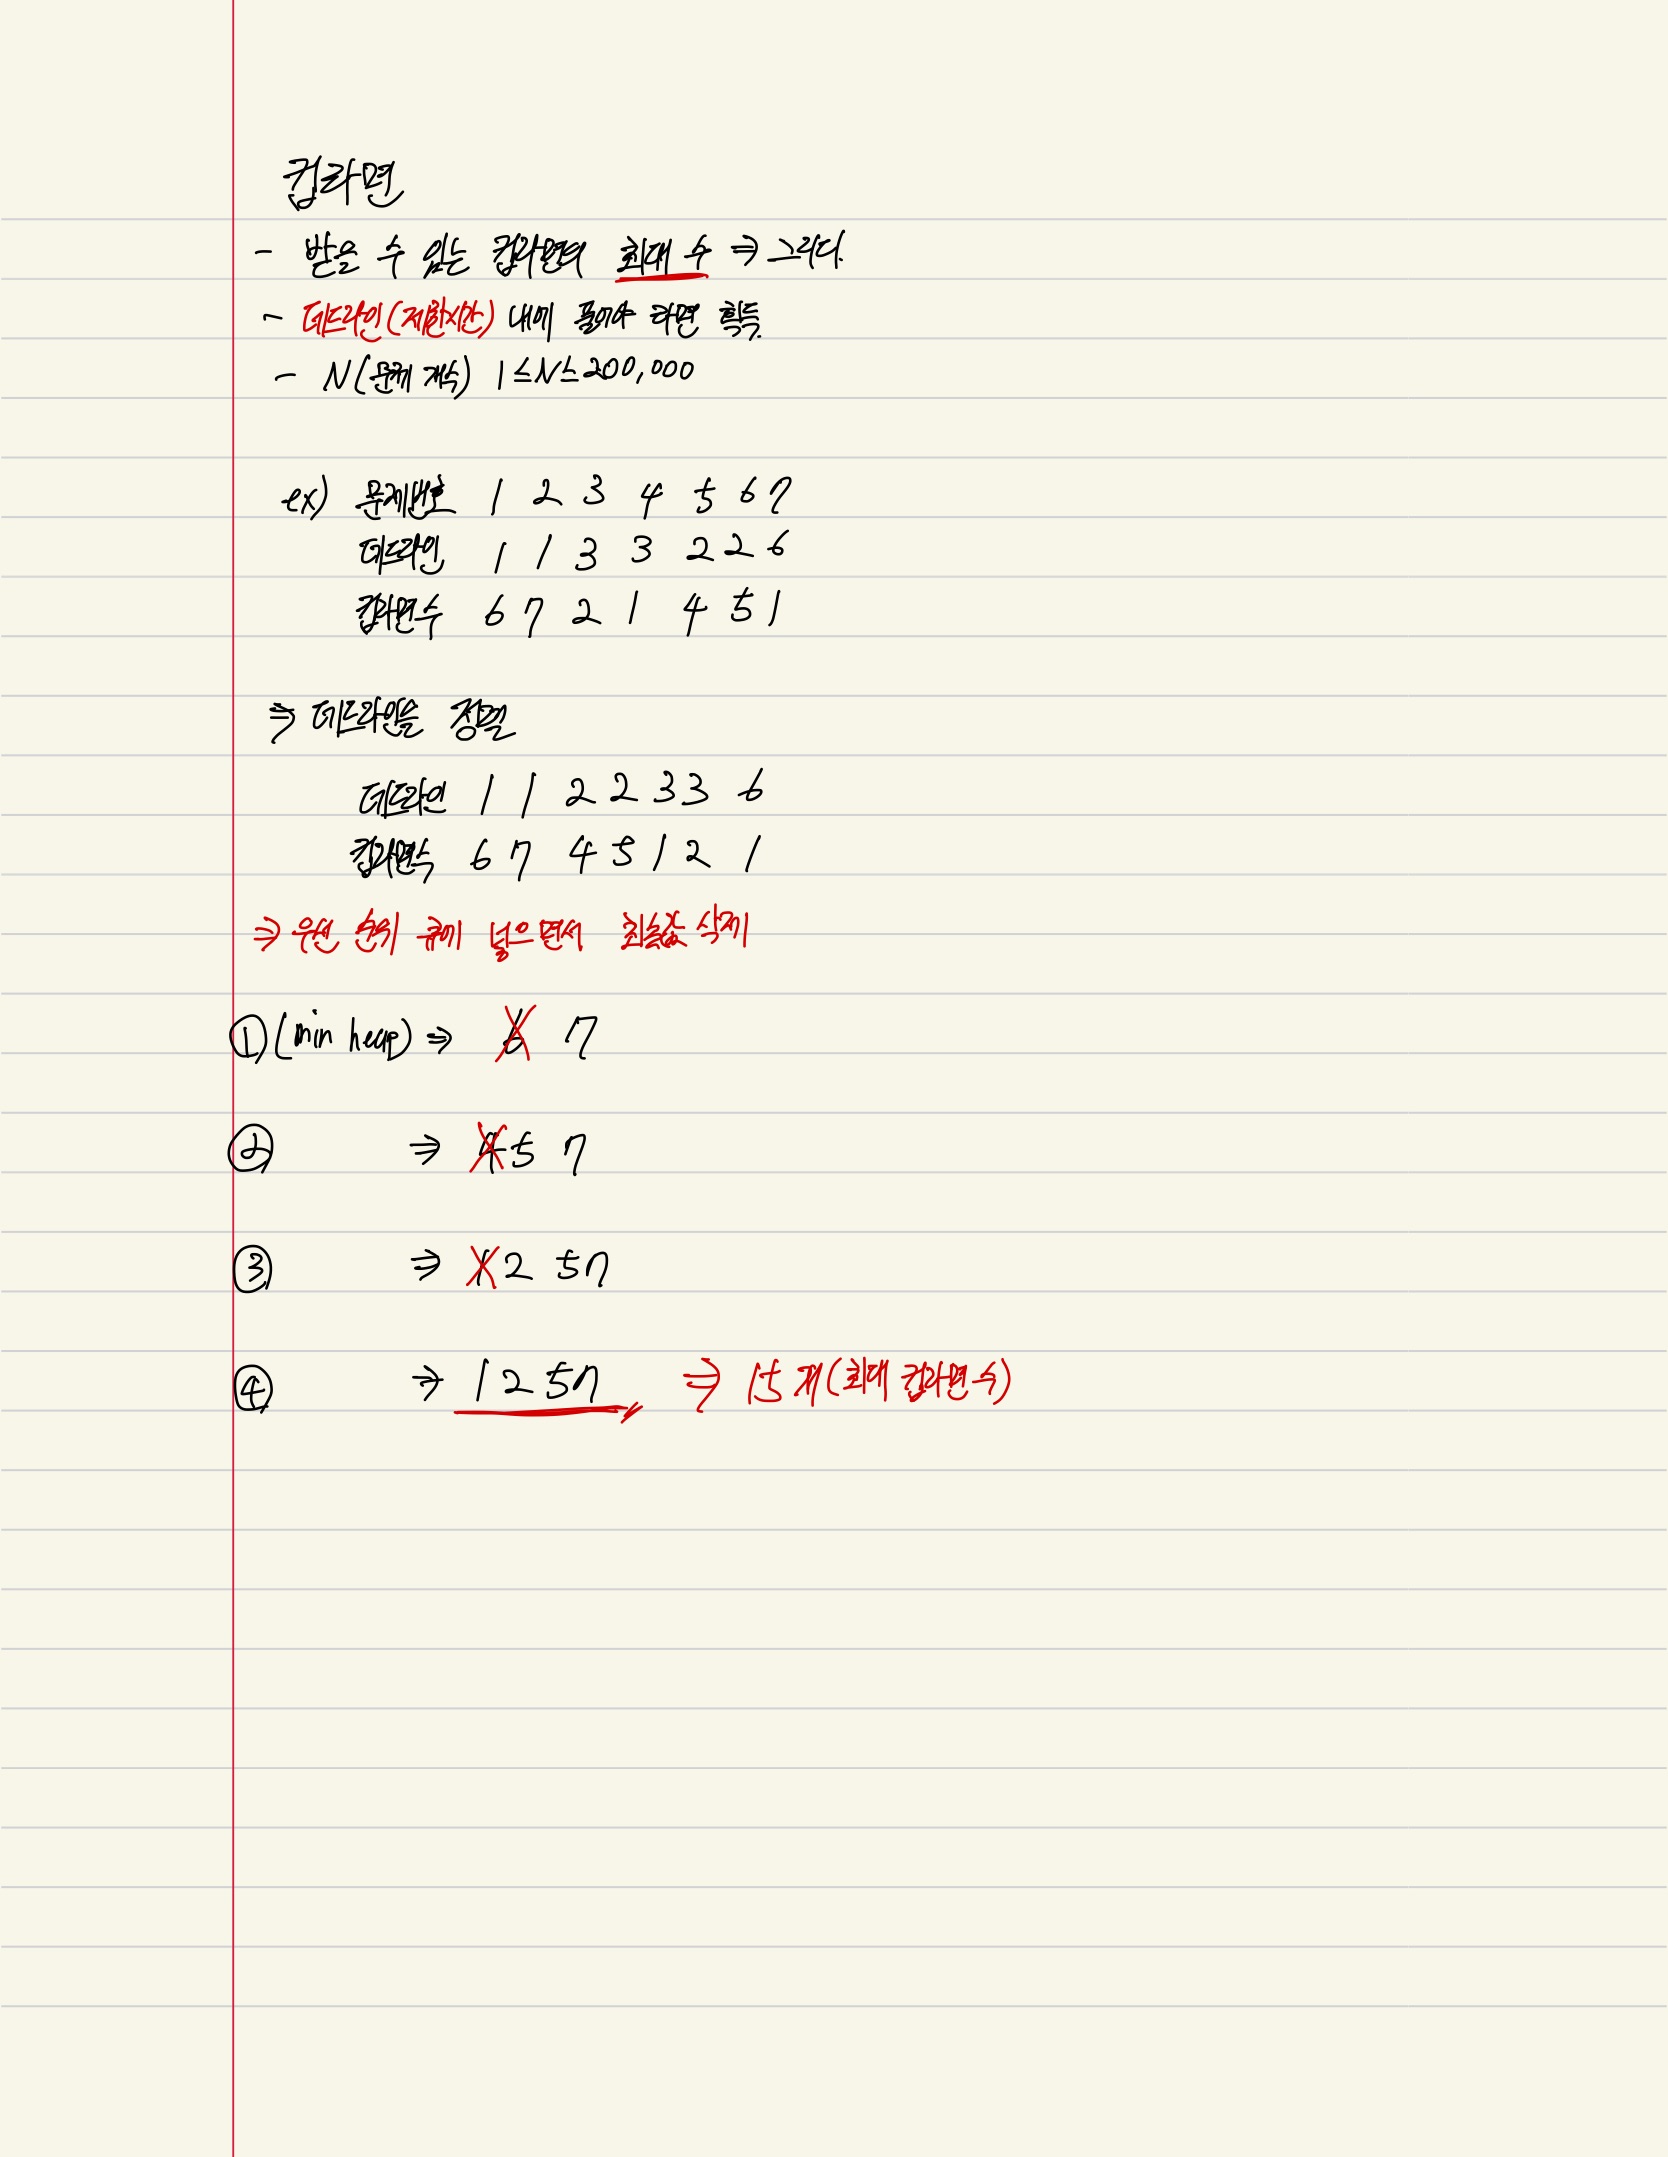 컵라면
- 받을 수 있는 컵라면의 최대 수 ⇒ 그리디.
- 데드라인(제한시간) 내에 풀어야 라면 획득.
- N(문제 개수) 1≤N≤200,000
ex) 문제번호 1 2 3 4 5 6 7
데드라인 1 1 3 3 2 2 6
컵라면수 6 7 2 1 4 5 1
⇒ 데드라인을 정렬
데드라인 1 1 2 2 3 3 6
컵라면수 6 7 4 5 1 2 1
⇒ 우선 순위 큐에 넣으면서 최솟값 삭제
① (min heap) ⇒ 6 7
② ⇒ 4 5 7
③ ⇒ 1 2 5 7
④ ⇒ 1 2 5 7 ⇒ 15개(최대 컵라면 수)